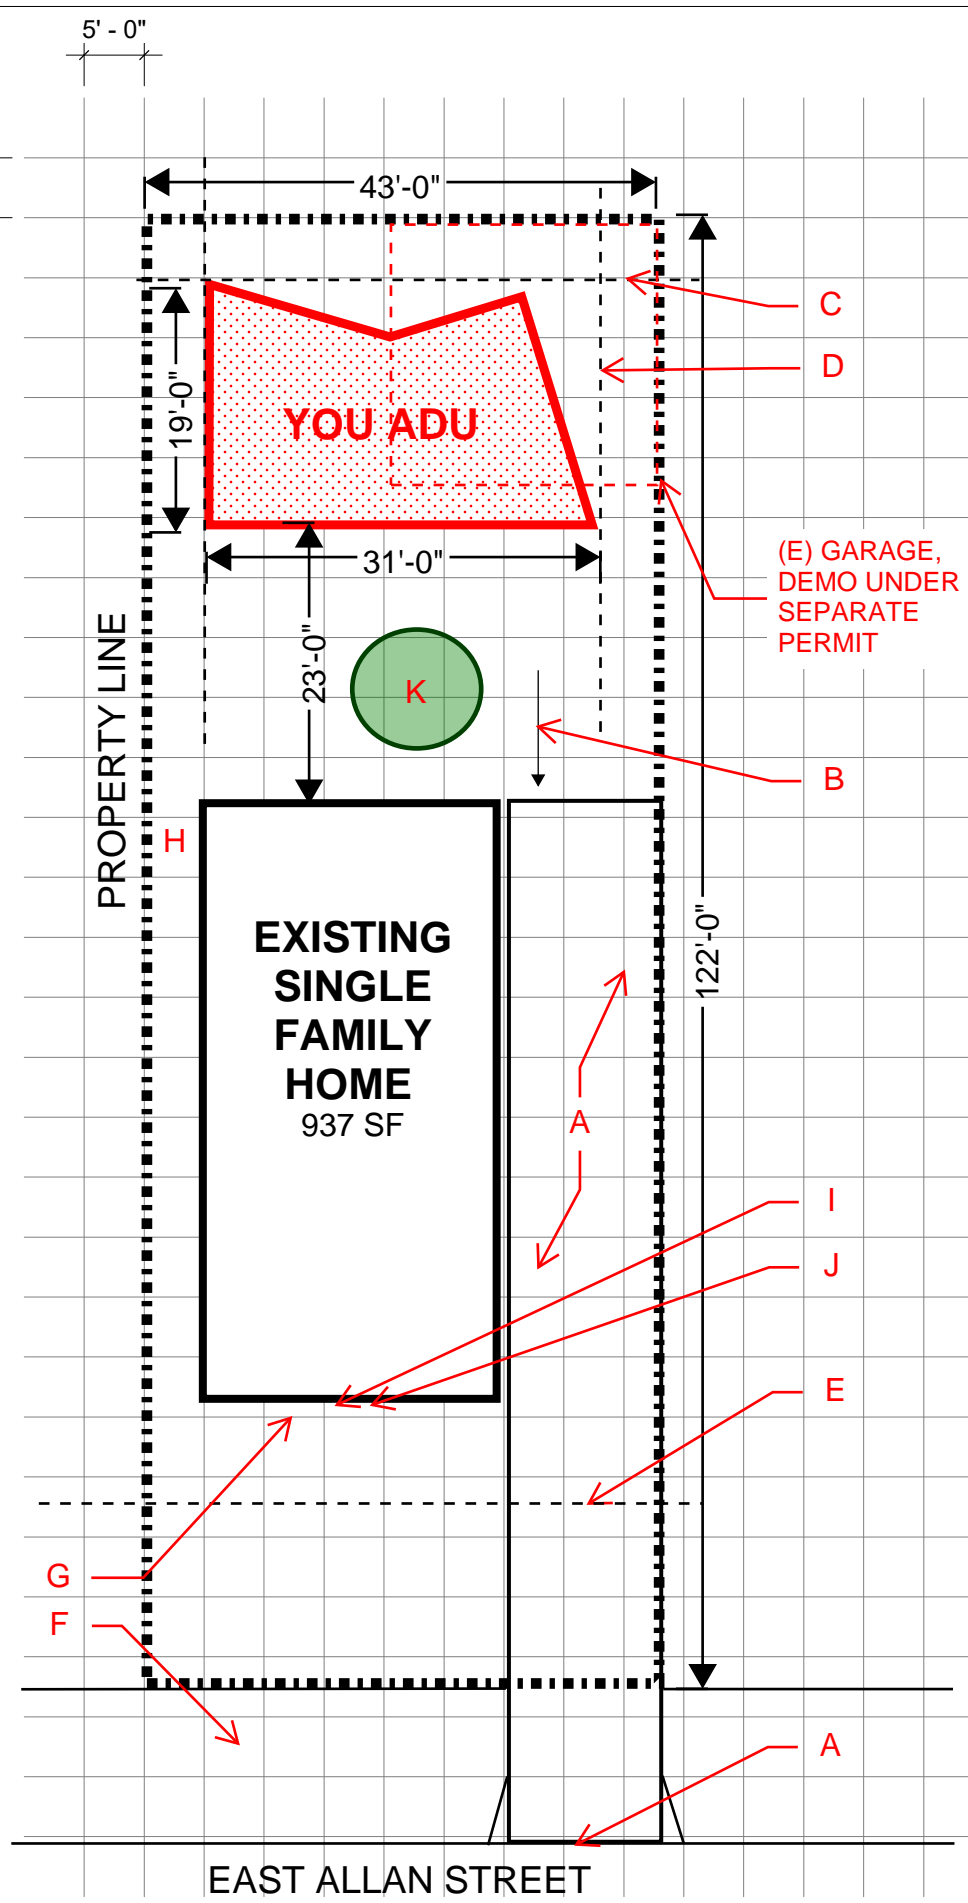 5' - 0"
43'-0"
C
D
19'-0"
YOU ADU
31'-0"
(E) GARAGE,
DEMO UNDER
SEPARATE
PERMIT
PROPERTY LINE
23'-0"
K
B
H
EXISTING
SINGLE
FAMILY
HOME
937 SF
122'-0"
A
I
J
E
G
F
A
EAST ALLAN STREET